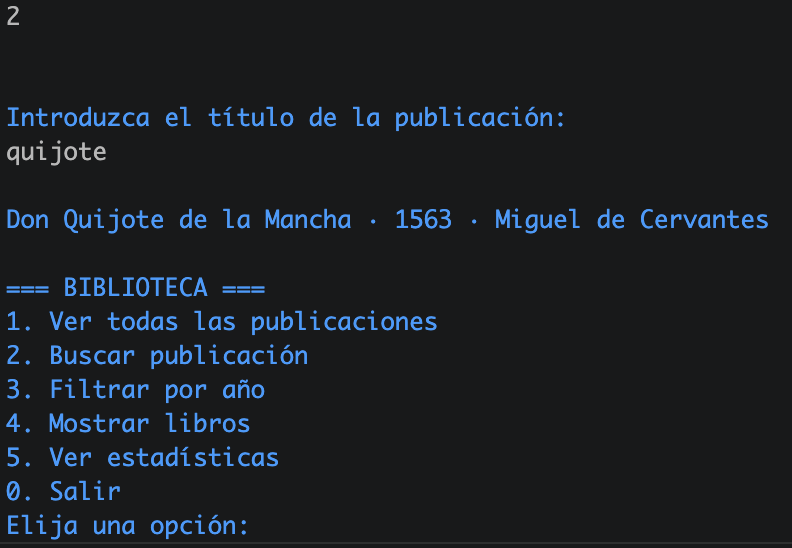 2
Introduzca el título de la publicación:
quijote
Don Quijote de la Mancha · 1563 · Miguel de Cervantes
=== BIBLIOTECA ===
1. Ver todas las publicaciones
2. Buscar publicación
3. Filtrar por año
4. Mostrar libros
5. Ver estadísticas
0. Salir
Elija una opción: